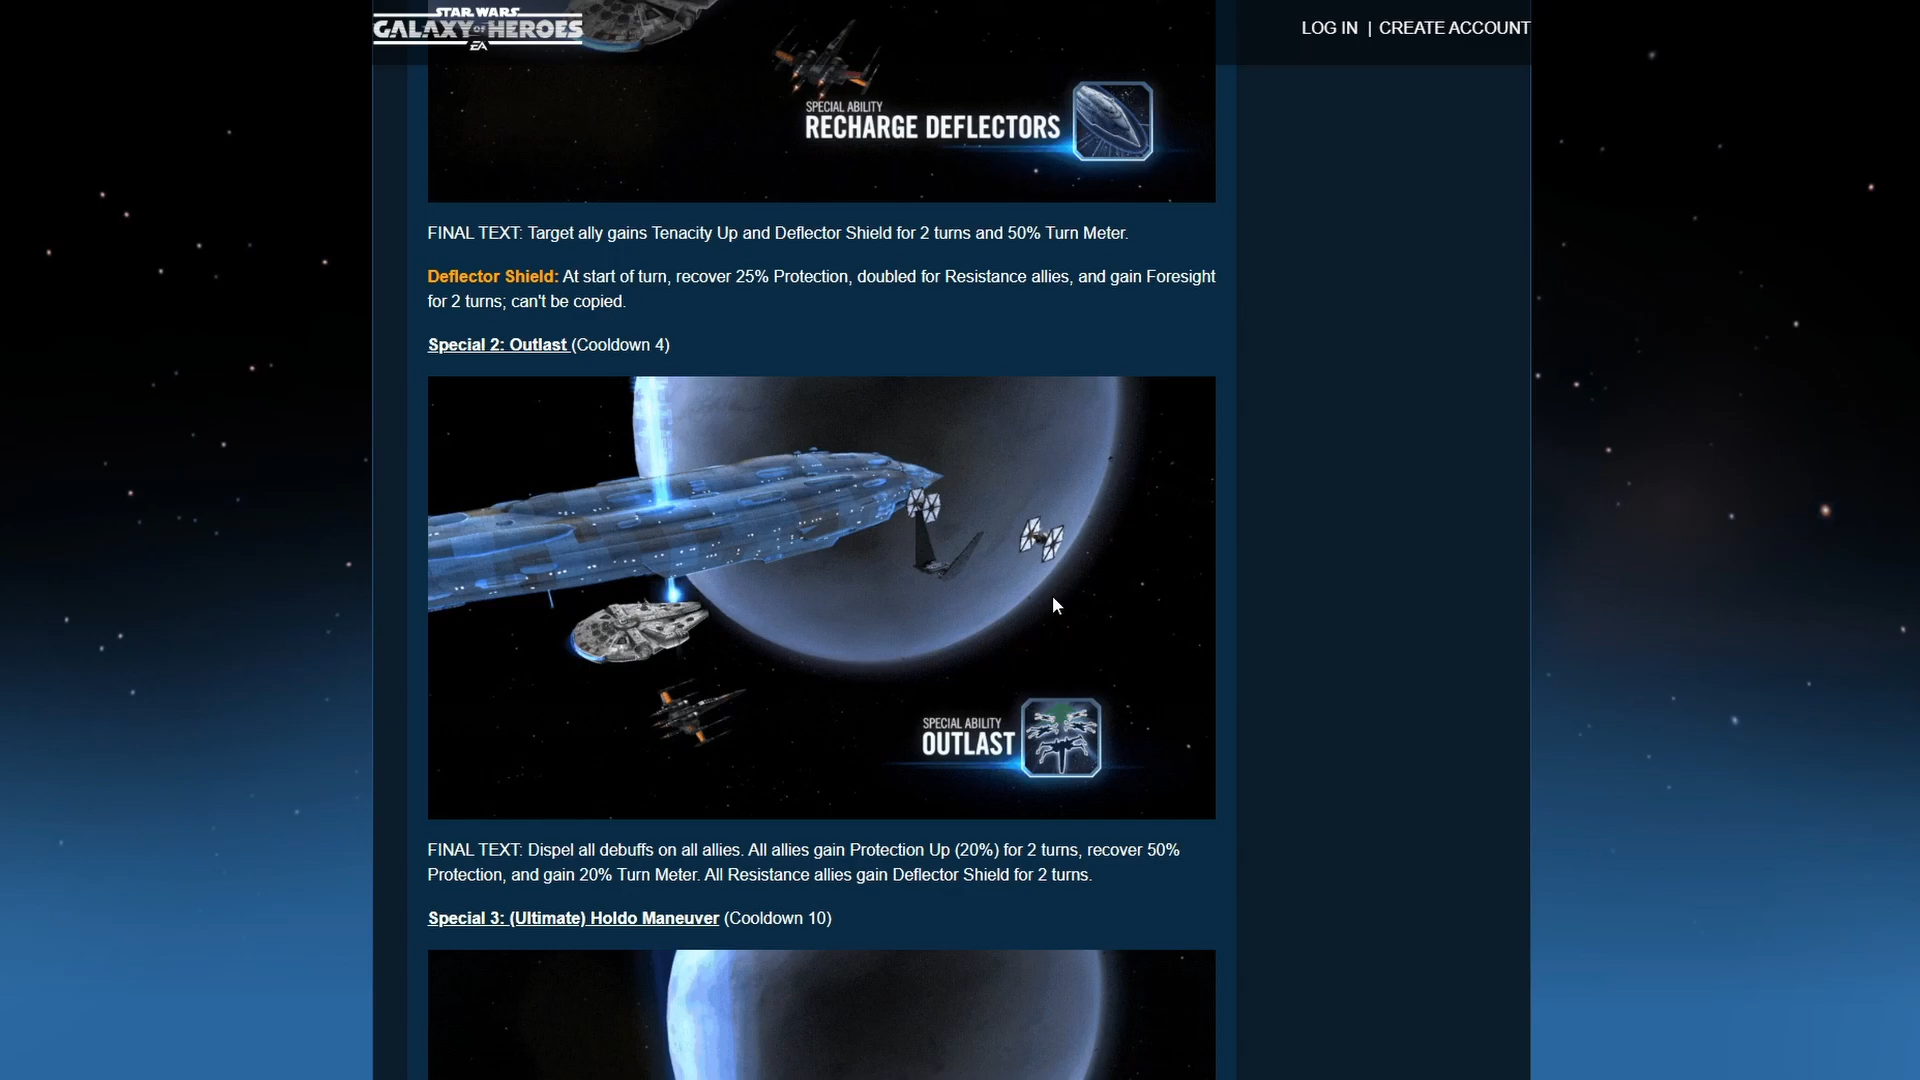 STAR WARS
GALAXY OF HEROES
EA
LOG IN | CREATE ACCOUNT
SPECIAL ABILITY
RECHARGE DEFLECTORS
FINAL TEXT: Target ally gains Tenacity Up and Deflector Shield for 2 turns and 50% Turn Meter.
Deflector Shield: At start of turn, recover 25% Protection, doubled for Resistance allies, and gain Foresight
for 2 turns; can't be copied.
Special 2: Outlast (Cooldown 4)
SPECIAL ABILITY
OUTLAST
FINAL TEXT: Dispel all debuffs on all allies. All allies gain Protection Up (20%) for 2 turns, recover 50%
Protection, and gain 20% Turn Meter. All Resistance allies gain Deflector Shield for 2 turns.
Special 3: (Ultimate) Holdo Maneuver (Cooldown 10)